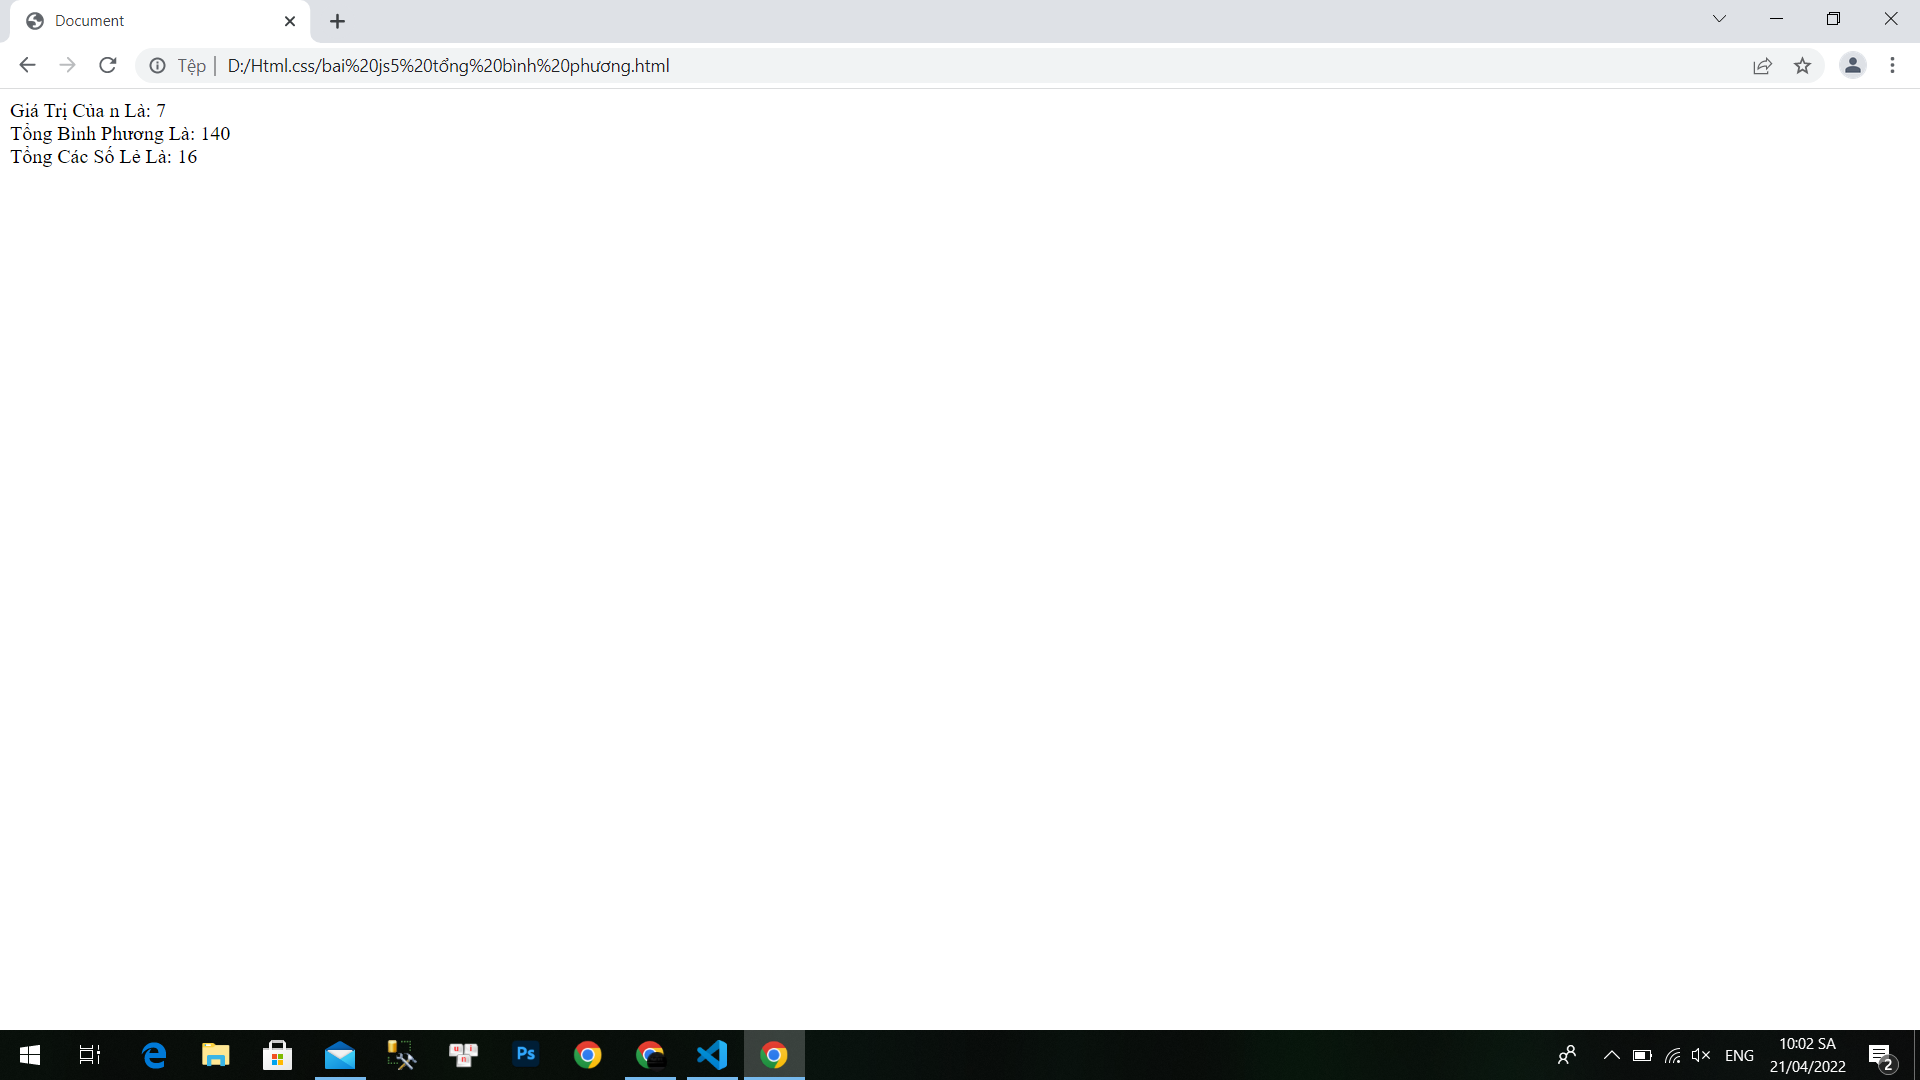 Document
Tệp | D:/Html.css/bai%20js5%20tổng%20bình%20phương.html
Giá Trị Của n Là: 7
Tổng Bình Phương Là: 140
Tổng Các Số Lẻ Là: 16
Ps
ENG
10:02 SA
21/04/2022
2